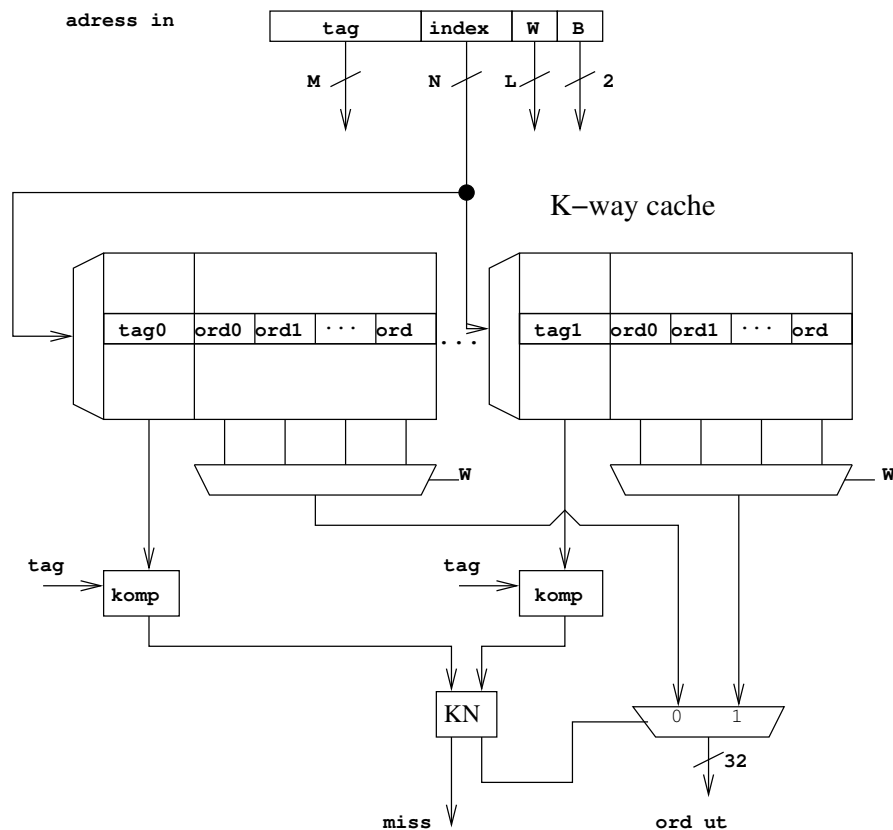 adress in
tag index W B
M N L 2
K−way cache
tag0 ord0 ord1 ··· ord ... tag1 ord0 ord1 ··· ord
W W
tag tag
komp komp
KN 0 1
32
miss ord ut